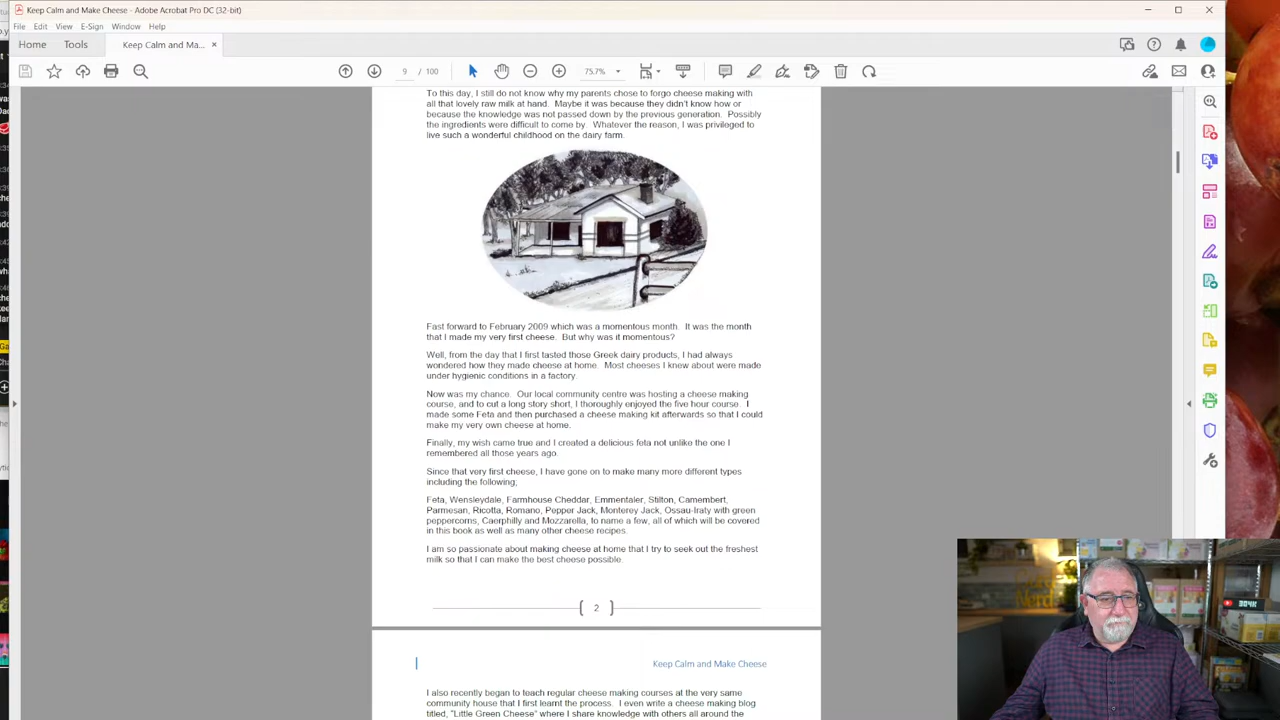 Keep Calm and Make Cheese - Adobe Acrobat Pro DC (32-bit)
File Edit View E-Sign Window Help
Home Tools Keep Calm and Ma... ×
9 / 100 75.7%
To this day, I still do not know why my parents chose to forgo cheese making with
all that lovely raw milk at hand. Maybe it was because they didn't know how or
because the knowledge was not passed down by the previous generation. Possibly
the ingredients were difficult to come by. Whatever the reason, I was privileged to
live such a wonderful childhood on the dairy farm.
Fast forward to February 2009 which was a momentous month. It was the month
that I made my very first cheese. But why was it momentous?
Well, from the day that I first tasted those Greek dairy products, I had always
wondered how they made cheese at home. Most cheeses I knew about were made
under hygienic conditions in a factory.
Now was my chance. Our local community centre was hosting a cheese making
course, and to cut a long story short, I thoroughly enjoyed the five hour course. I
made some Feta and then purchased a cheese making kit afterwards so that I could
make my very own cheese at home.
Finally, my wish came true and I created a delicious feta not unlike the one I
remembered all those years ago.
Since that very first cheese, I have gone on to make many more different types
including the following;
Feta, Wensleydale, Farmhouse Cheddar, Emmentaler, Stilton, Camembert,
Parmesan, Ricotta, Romano, Pepper Jack, Monterey Jack, Ossau-Iraty with green
peppercorns, Caerphilly and Mozzarella, to name a few, all of which will be covered
in this book as well as many other cheese recipes.
I am so passionate about making cheese at home that I try to seek out the freshest
milk so that I can make the best cheese possible.
2
Keep Calm and Make Cheese
I also recently began to teach regular cheese making courses at the very same
community house that I first learnt the process. I even write a cheese making blog
titled, "Little Green Cheese" where I share knowledge with others all around the